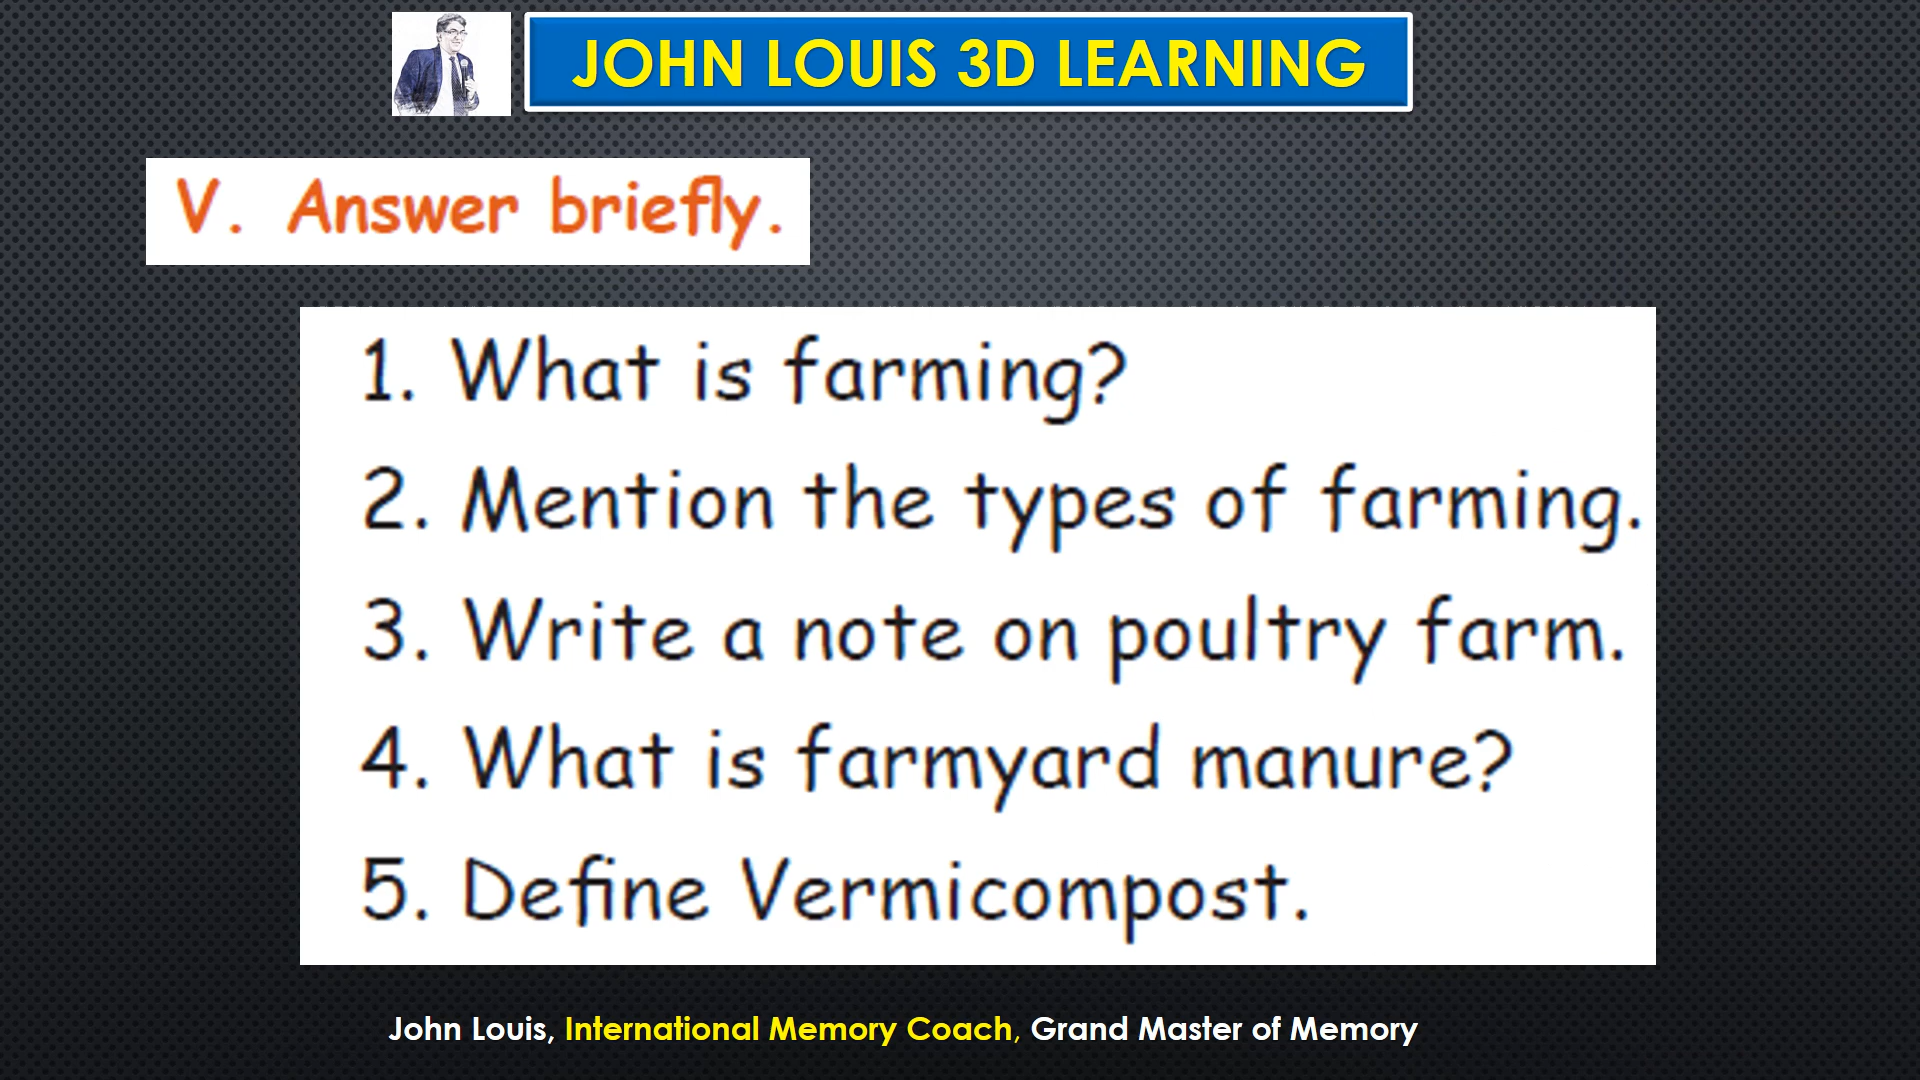 JOHN LOUIS 3D LEARNING
V. Answer briefly.
1. What is farming?
2. Mention the types of farming.
3. Write a note on poultry farm.
4. What is farmyard manure?
5. Define Vermicompost.
John Louis, International Memory Coach, Grand Master of Memory